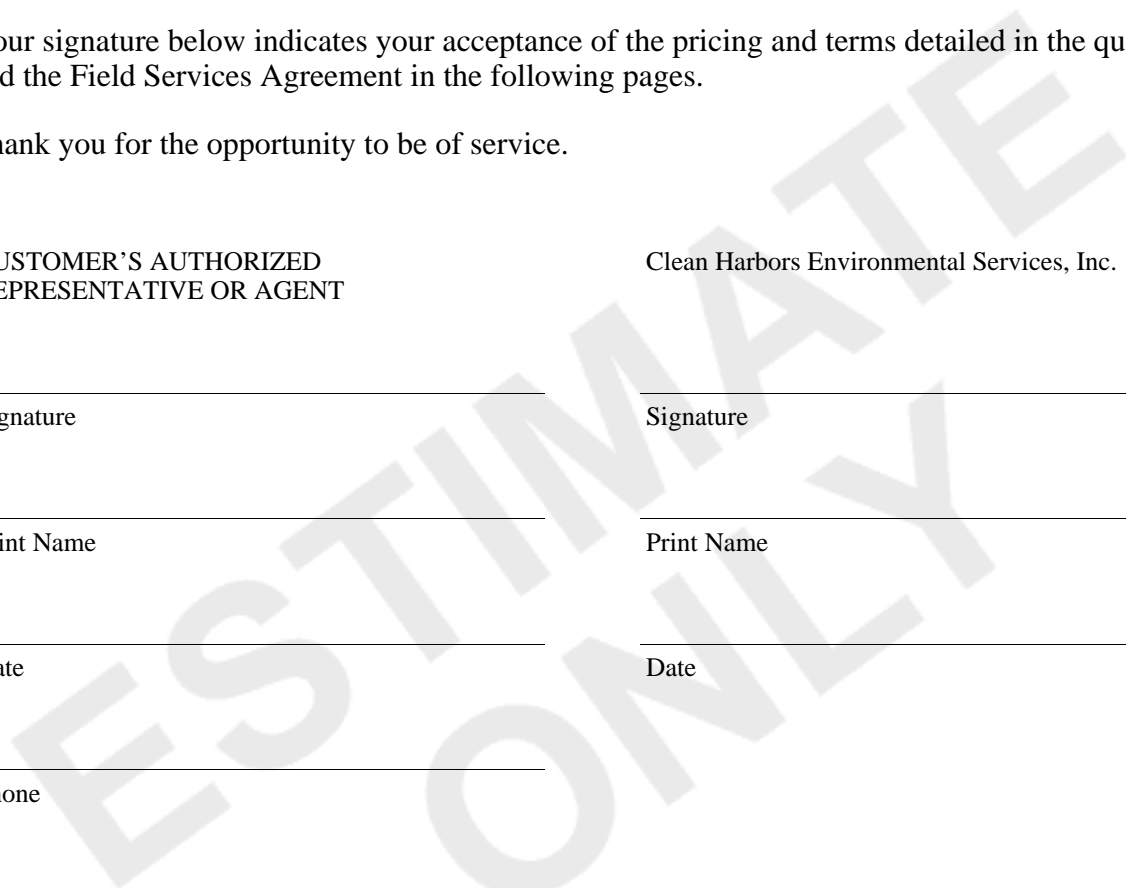 our signature below indicates your acceptance of the pricing and terms detailed in the qu
d the Field Services Agreement in the following pages.
hank you for the opportunity to be of service.
USTOMER’S AUTHORIZED
EPRESENTATIVE OR AGENT
Clean Harbors Environmental Services, Inc.
gnature
Signature
int Name
Print Name
ate
Date
hone
ESTIMATE
ONLY